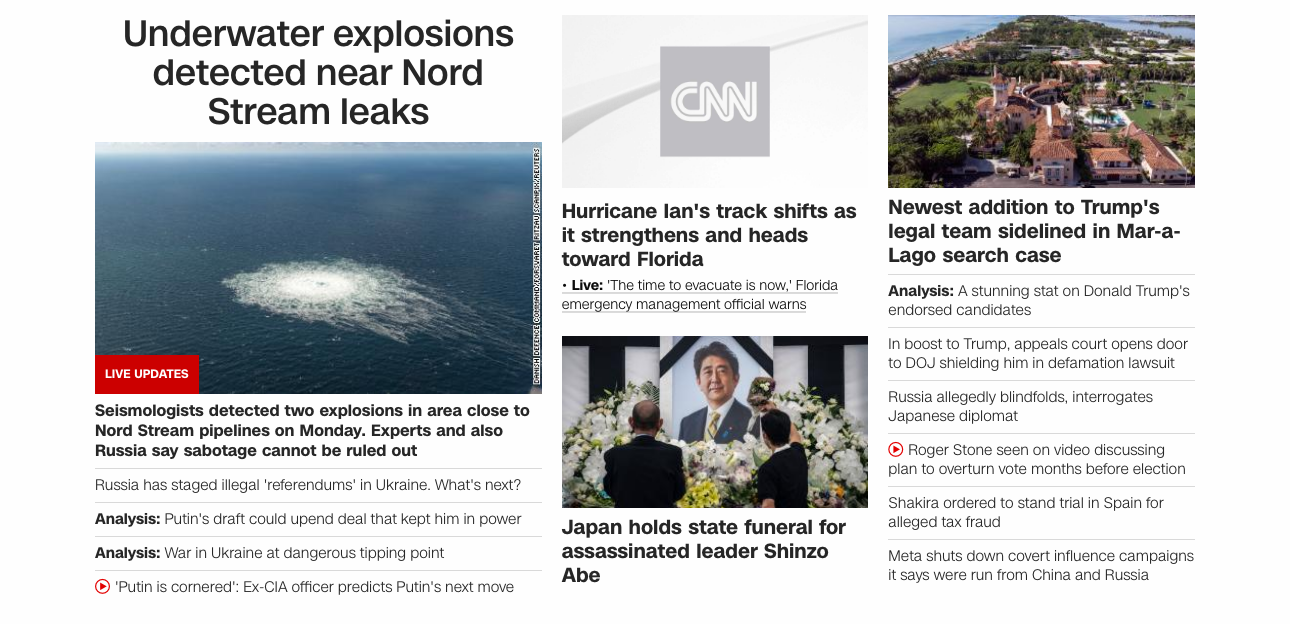 Underwater explosions
detected near Nord
Stream leaks
DANISH DEFENCE COMMAND/FORSVARET RITZAU SCANPIX/REUTERS
LIVE UPDATES
Seismologists detected two explosions in area close to
Nord Stream pipelines on Monday. Experts and also
Russia say sabotage cannot be ruled out
Russia has staged illegal 'referendums' in Ukraine. What's next?
Analysis: Putin's draft could upend deal that kept him in power
Analysis: War in Ukraine at dangerous tipping point
'Putin is cornered': Ex-CIA officer predicts Putin's next move
CNN
Hurricane Ian's track shifts as
it strengthens and heads
toward Florida
• Live: 'The time to evacuate is now,' Florida
emergency management official warns
Japan holds state funeral for
assassinated leader Shinzo
Abe
Newest addition to Trump's
legal team sidelined in Mar-a-
Lago search case
Analysis: A stunning stat on Donald Trump's
endorsed candidates
In boost to Trump, appeals court opens door
to DOJ shielding him in defamation lawsuit
Russia allegedly blindfolds, interrogates
Japanese diplomat
Roger Stone seen on video discussing
plan to overturn vote months before election
Shakira ordered to stand trial in Spain for
alleged tax fraud
Meta shuts down covert influence campaigns
it says were run from China and Russia